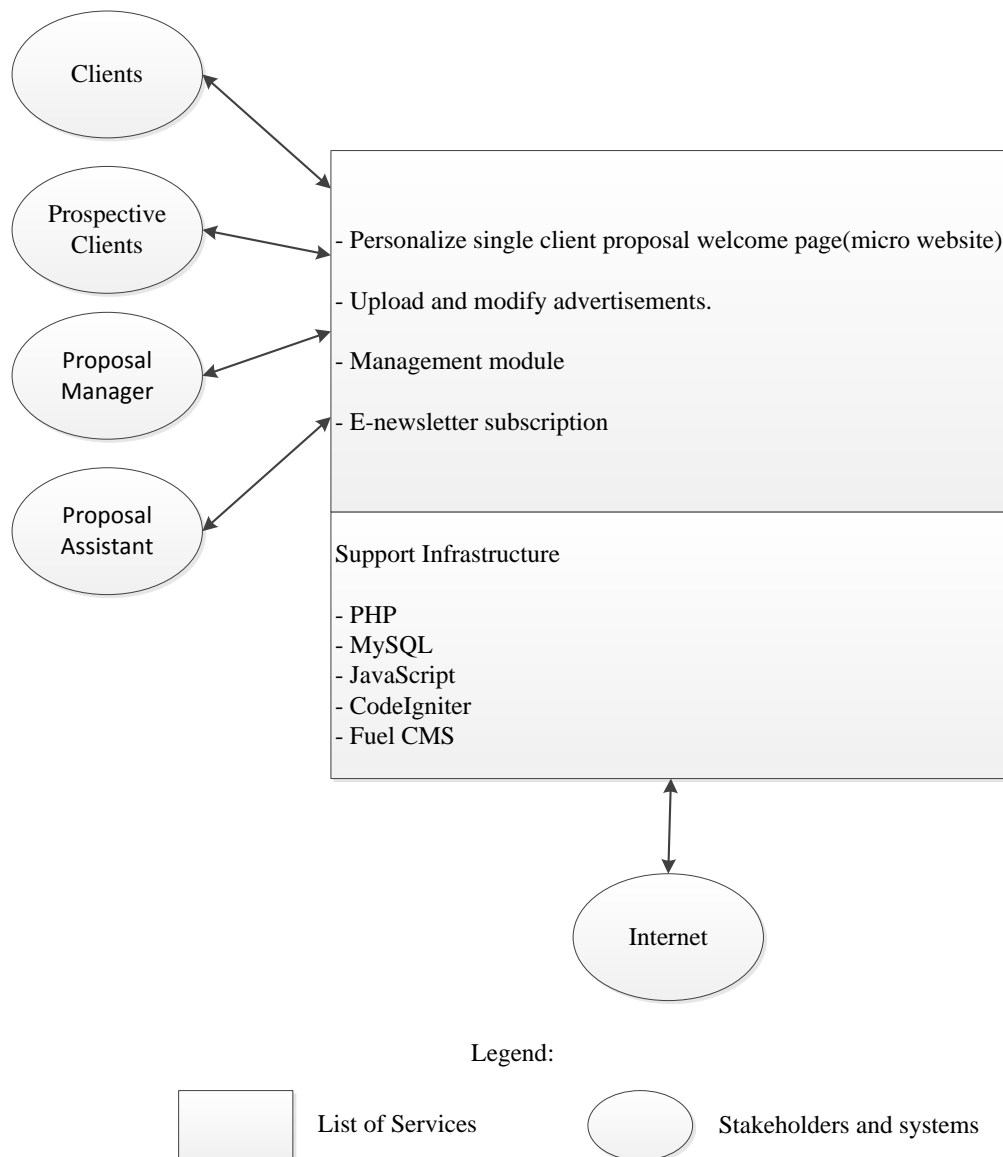 Clients
Prospective
Clients
Proposal
Manager
Proposal
Assistant
- Personalize single client proposal welcome page(micro website)
- Upload and modify advertisements.
- Management module
- E-newsletter subscription
Support Infrastructure
- PHP
- MySQL
- JavaScript
- CodeIgniter
- Fuel CMS
Internet
Legend:
List of Services
Stakeholders and systems